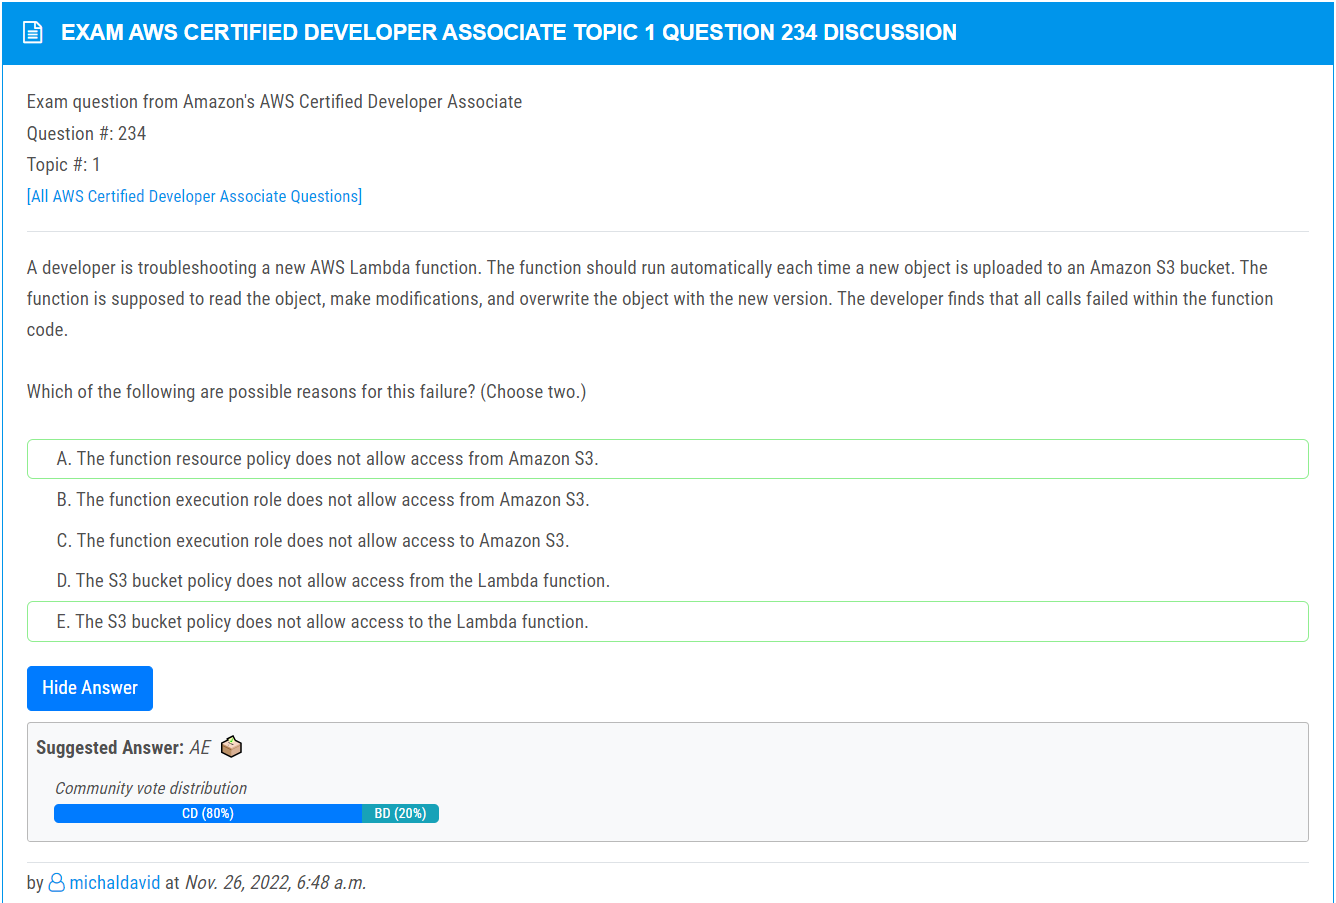 EXAM AWS CERTIFIED DEVELOPER ASSOCIATE TOPIC 1 QUESTION 234 DISCUSSION
Exam question from Amazon's AWS Certified Developer Associate
Question #: 234
Topic #: 1
[All AWS Certified Developer Associate Questions]
A developer is troubleshooting a new AWS Lambda function. The function should run automatically each time a new object is uploaded to an Amazon S3 bucket. The
function is supposed to read the object, make modifications, and overwrite the object with the new version. The developer finds that all calls failed within the function
code.
Which of the following are possible reasons for this failure? (Choose two.)
A. The function resource policy does not allow access from Amazon S3.
B. The function execution role does not allow access from Amazon S3.
C. The function execution role does not allow access to Amazon S3.
D. The S3 bucket policy does not allow access from the Lambda function.
E. The S3 bucket policy does not allow access to the Lambda function.
Hide Answer
Suggested Answer: AE
Community vote distribution
CD (80%) BD (20%)
by michaldavid at Nov. 26, 2022, 6:48 a.m.